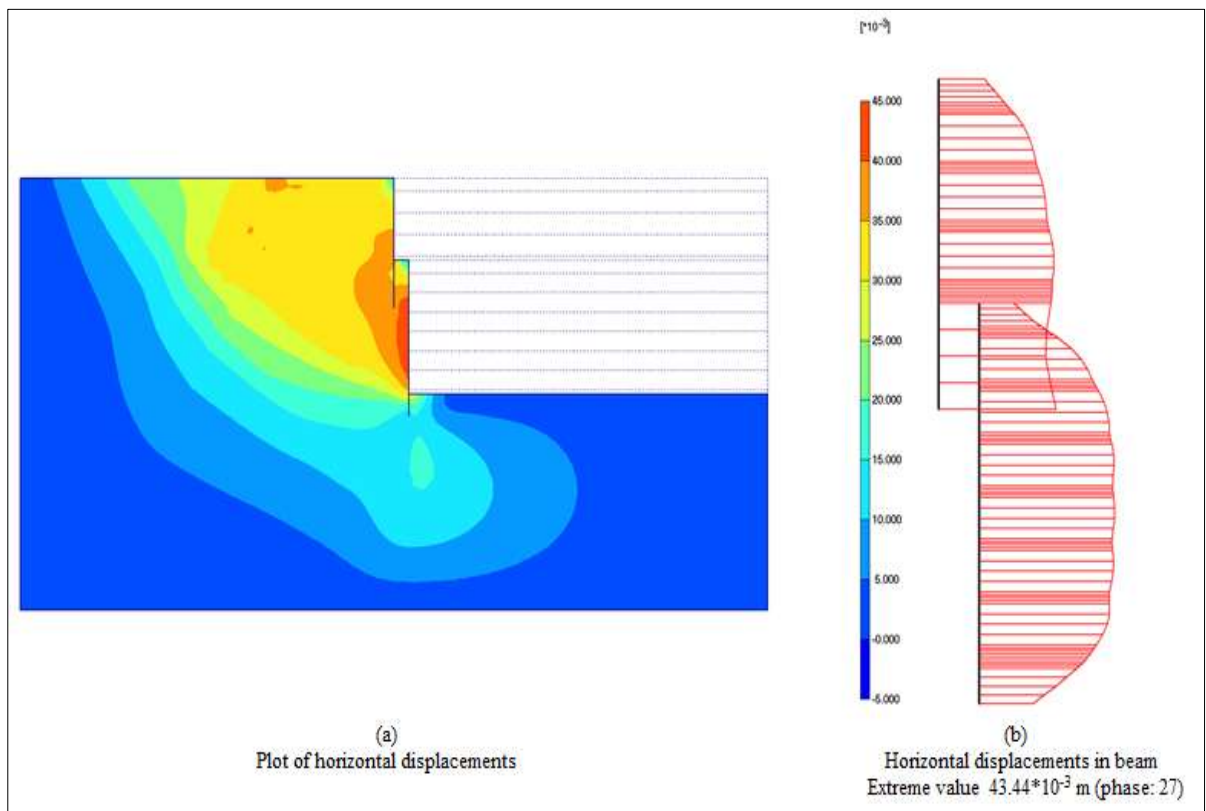 [*10⁻³]
45.000
40.000
35.000
30.000
25.000
20.000
15.000
10.000
5.000
-0.000
-5.000
(a)
Plot of horizontal displacements
(b)
Horizontal displacements in beam
Extreme value 43.44*10⁻³ m (phase: 27)